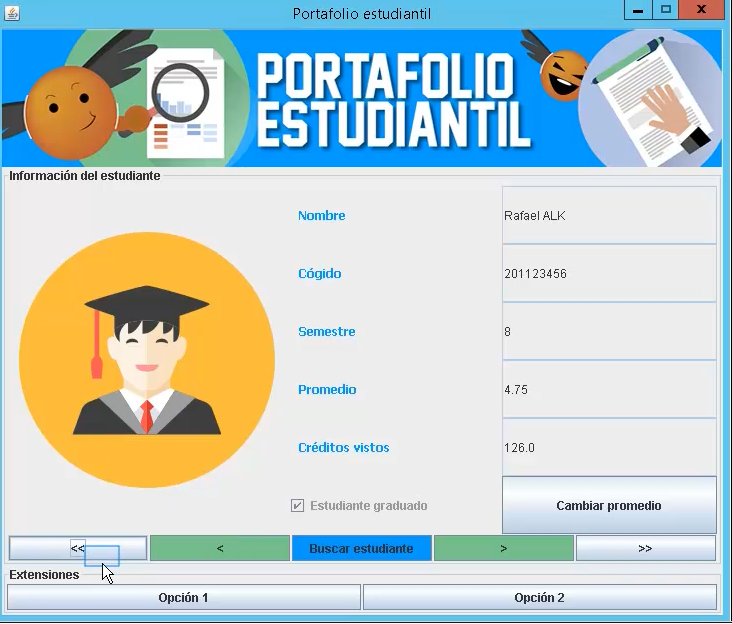 Portafolio estudiantil
PORTAFOLIO
ESTUDIANTIL
Información del estudiante
Nombre
Rafael ALK
Cógido
201123456
Semestre
8
Promedio
4.75
Créditos vistos
126.0
Estudiante graduado
Cambiar promedio
<<
<
Buscar estudiante
>
>>
Extensiones
Opción 1
Opción 2